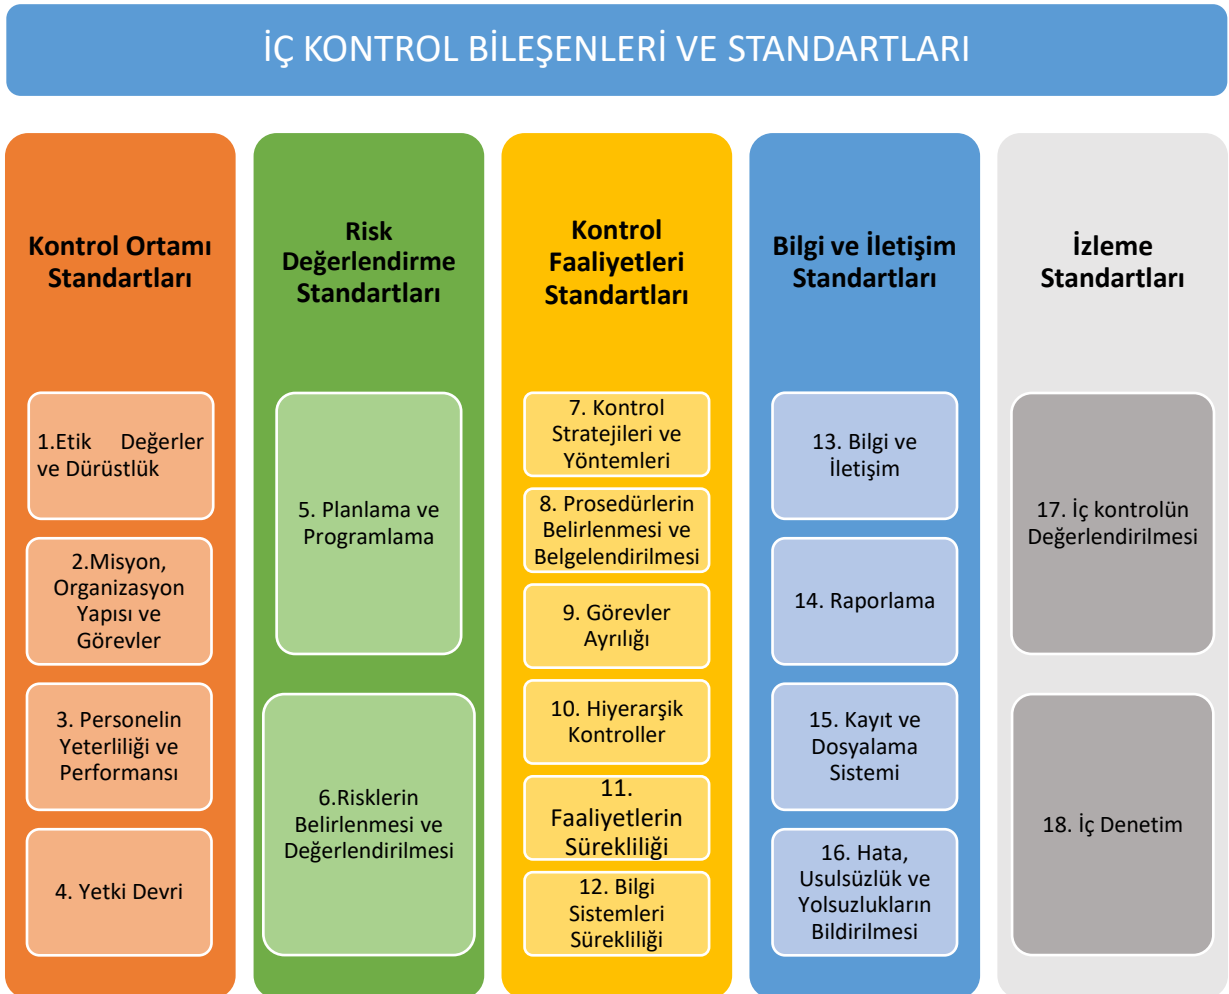 İÇ KONTROL BİLEŞENLERİ VE STANDARTLARI
Kontrol Ortamı
Standartları
1.Etik Değerler
ve Dürüstlük
2.Misyon,
Organizasyon
Yapısı ve
Görevler
3. Personelin
Yeterliliği ve
Performansı
4. Yetki Devri
Risk
Değerlendirme
Standartları
5. Planlama ve
Programlama
6.Risklerin
Belirlenmesi ve
Değerlendirilmesi
Kontrol
Faaliyetleri
Standartları
7. Kontrol
Stratejileri ve
Yöntemleri
8. Prosedürlerin
Belirlenmesi ve
Belgelendirilmesi
9. Görevler
Ayrılığı
10. Hiyerarşik
Kontroller
11.
Faaliyetlerin
Sürekliliği
12. Bilgi
Sistemleri
Sürekliliği
Bilgi ve İletişim
Standartları
13. Bilgi ve
İletişim
14. Raporlama
15. Kayıt ve
Dosyalama
Sistemi
16. Hata,
Usulsüzlük ve
Yolsuzlukların
Bildirilmesi
İzleme
Standartları
17. İç kontrolün
Değerlendirilmesi
18. İç Denetim